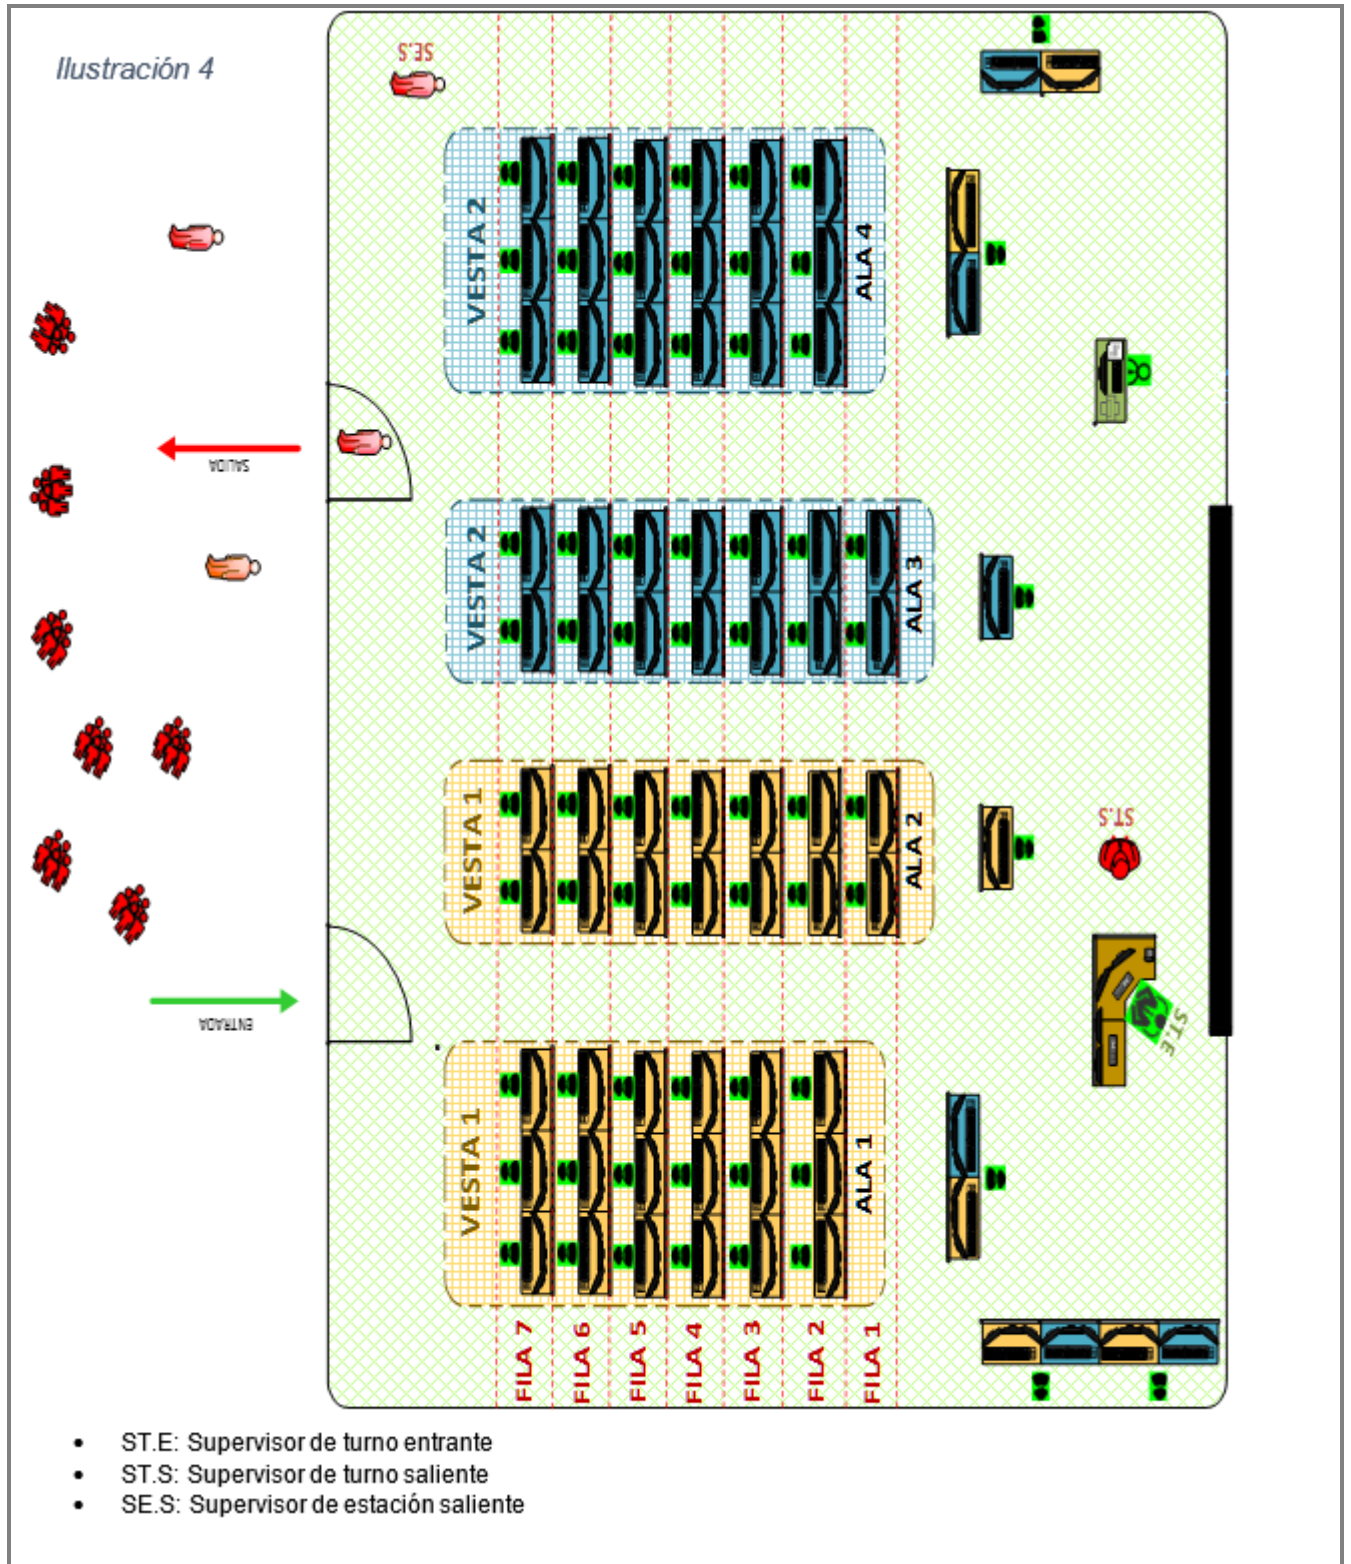 Ilustración 4
SE.S
VESTA 2
ALA 4
SALIDA
VESTA 2
ALA 3
VESTA 1
ALA 2
ST.S
ENTRADA
ST.E
VESTA 1
ALA 1
FILA 7
FILA 6
FILA 5
FILA 4
FILA 3
FILA 2
FILA 1
• ST.E: Supervisor de turno entrante
• ST.S: Supervisor de turno saliente
• SE.S: Supervisor de estación saliente